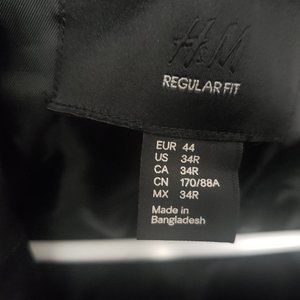 H&M
REGULAR FIT
EUR 44
US 34R
CA 34R
CN 170/88A
MX 34R
Made in
Bangladesh